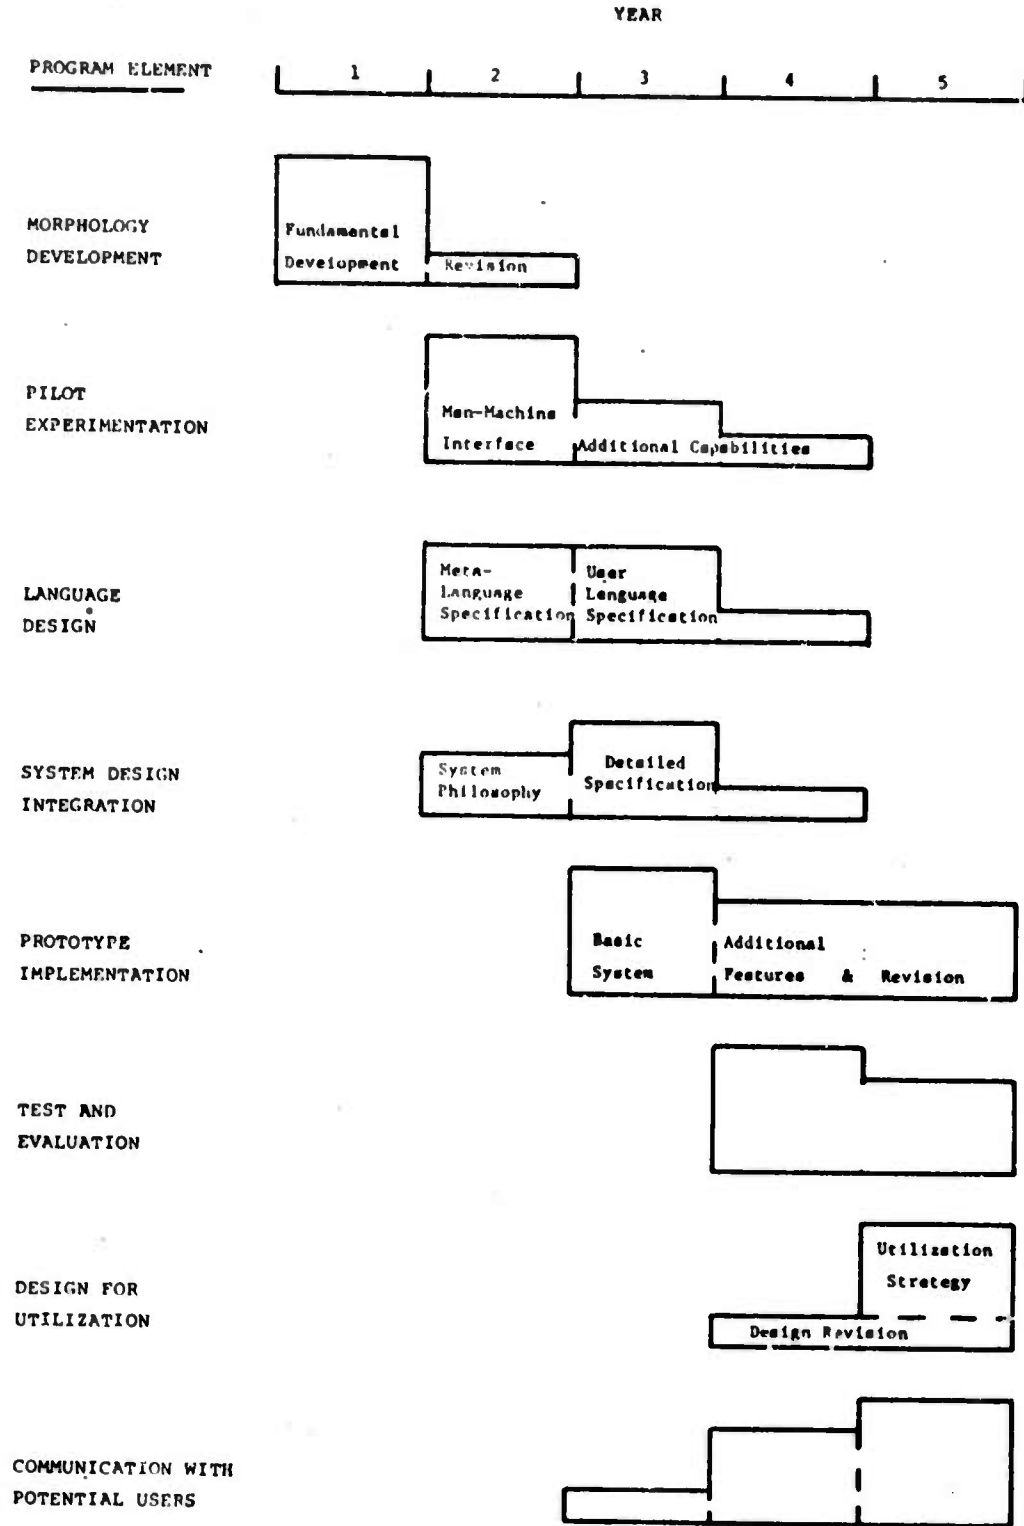 YEAR
PROGRAM ELEMENT
1 2 3 4 5
MORPHOLOGY
DEVELOPMENT
Fundamental
Development
Revision
PILOT
EXPERIMENTATION
Man-Machine
Interface
Additional Capabilities
LANGUAGE
DESIGN
Meta-
Language
Specification
User
Language
Specification
SYSTEM DESIGN
INTEGRATION
System
Philosophy
Detailed
Specification
PROTOTYPE
IMPLEMENTATION
Basic
System
Additional
Features & Revision
TEST AND
EVALUATION
DESIGN FOR
UTILIZATION
Utilization
Strategy
Design Revision
COMMUNICATION WITH
POTENTIAL USERS